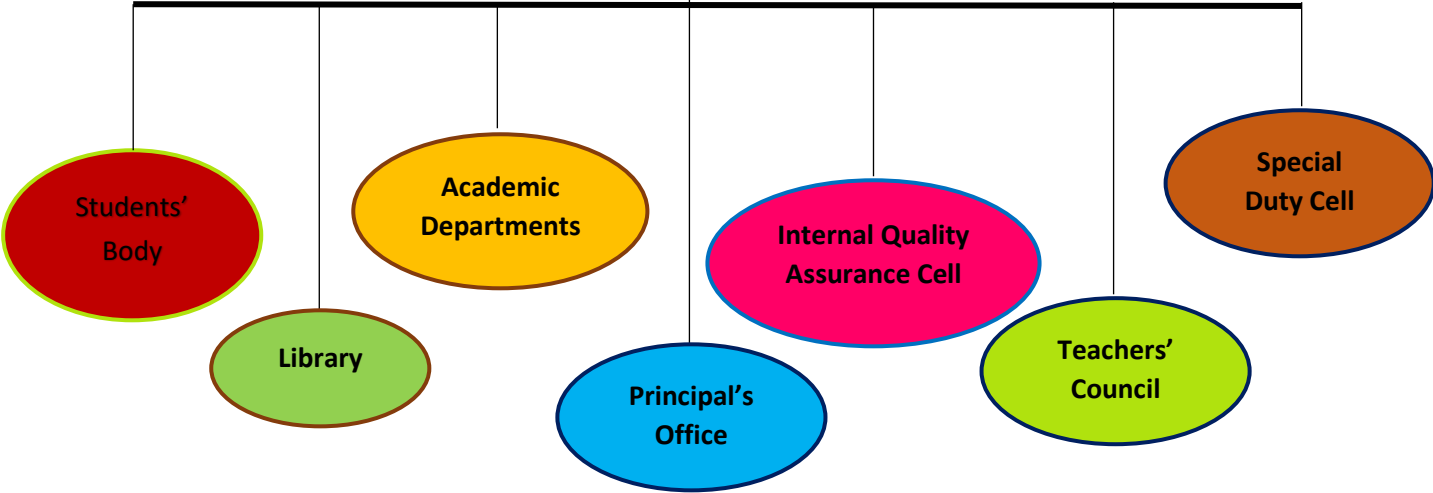 Students’
Body
Library
Academic
Departments
Principal’s
Office
Internal Quality
Assurance Cell
Teachers’
Council
Special
Duty Cell